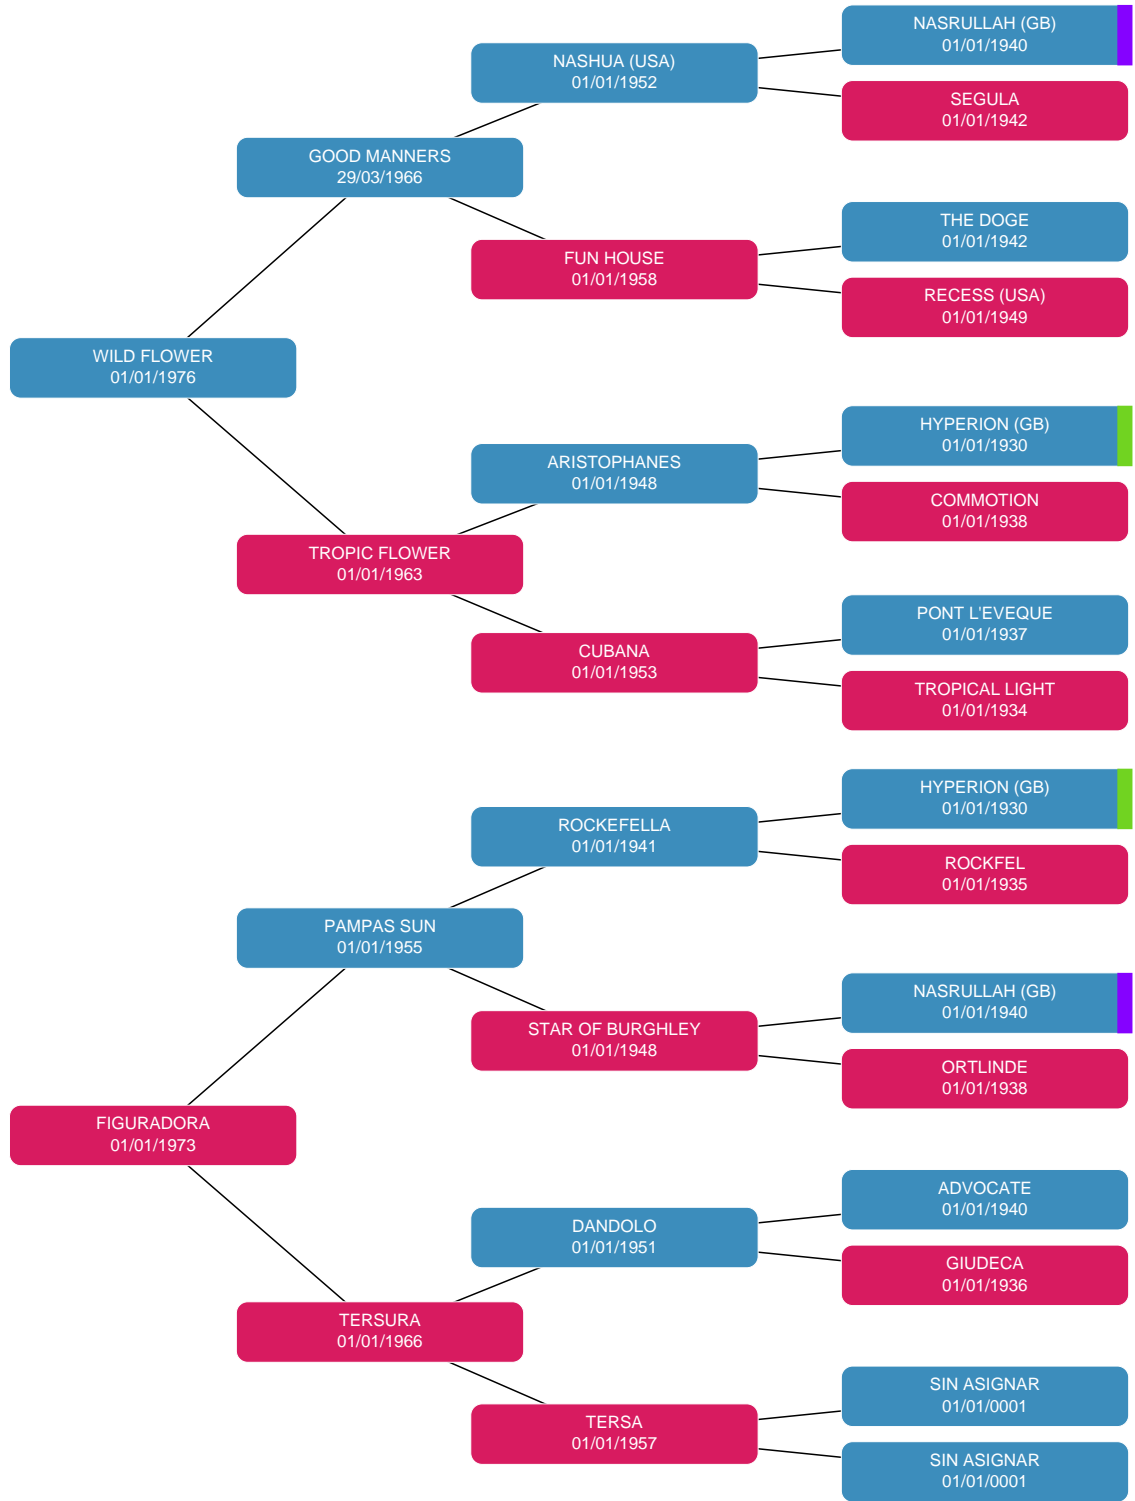 NASRULLAH (GB)
01/01/1940
NASHUA (USA)
01/01/1952
SEGULA
01/01/1942
GOOD MANNERS
29/03/1966
THE DOGE
01/01/1942
FUN HOUSE
01/01/1958
RECESS (USA)
01/01/1949
WILD FLOWER
01/01/1976
HYPERION (GB)
01/01/1930
ARISTOPHANES
01/01/1948
COMMOTION
01/01/1938
TROPIC FLOWER
01/01/1963
PONT L'EVEQUE
01/01/1937
CUBANA
01/01/1953
TROPICAL LIGHT
01/01/1934
HYPERION (GB)
01/01/1930
ROCKEFELLA
01/01/1941
ROCKFEL
01/01/1935
PAMPAS SUN
01/01/1955
NASRULLAH (GB)
01/01/1940
STAR OF BURGHLEY
01/01/1948
ORTLINDE
01/01/1938
FIGURADORA
01/01/1973
ADVOCATE
01/01/1940
DANDOLO
01/01/1951
GIUDECA
01/01/1936
TERSURA
01/01/1966
SIN ASIGNAR
01/01/0001
TERSA
01/01/1957
SIN ASIGNAR
01/01/0001